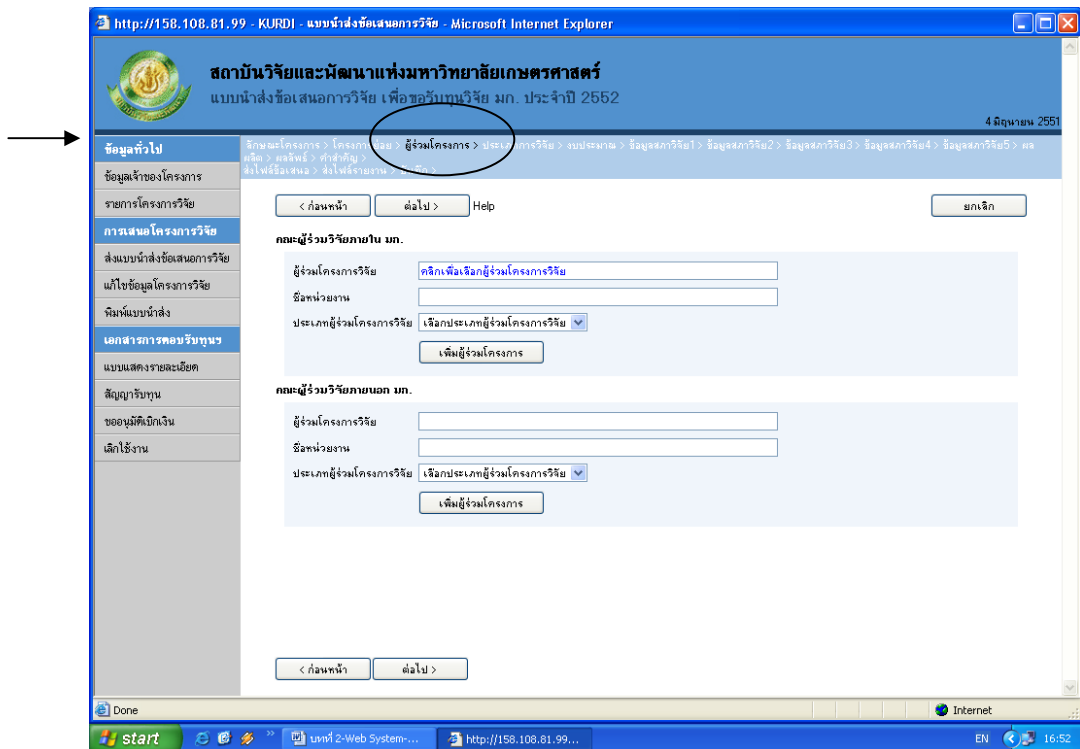 http://158.108.81.99 - KURDI - แบบนำส่งข้อเสนอการวิจัย - Microsoft Internet Explorer
สถาบันวิจัยและพัฒนาแห่งมหาวิทยาลัยเกษตรศาสตร์
แบบนำส่งข้อเสนอการวิจัย เพื่อขอรับทุนวิจัย มก. ประจำปี 2552
4 มิถุนายน 2551
ลักษณะโครงการ > โครงการย่อย > ผู้ร่วมโครงการ > ประเภทการวิจัย > งบประมาณ > ข้อมูลสภาวิจัย1 > ข้อมูลสภาวิจัย2 > ข้อมูลสภาวิจัย3 > ข้อมูลสภาวิจัย4 > ข้อมูลสภาวิจัย5 > ผล
ผลิต > ผลลัพธ์ > คำสำคัญ >
ส่งไฟล์ข้อเสนอ > ส่งไฟล์รายงาน >
ข้อมูลทั่วไป
ข้อมูลเจ้าของโครงการ
รายการโครงการวิจัย
การเสนอโครงการวิจัย
ส่งแบบนำส่งข้อเสนอการวิจัย
แก้ไขข้อมูลโครงการวิจัย
พิมพ์แบบนำส่ง
เอกสารการตอบรับทุนฯ
แบบแสดงรายละเอียด
สัญญารับทุน
ขออนุมัติเบิกเงิน
เลิกใช้งาน
< ก่อนหน้า ต่อไป > Help ยกเลิก
คณะผู้ร่วมวิจัยภายใน มก.
ผู้ร่วมโครงการวิจัย คลิกเพื่อเลือกผู้ร่วมโครงการวิจัย
ชื่อหน่วยงาน
ประเภทผู้ร่วมโครงการวิจัย เลือกประเภทผู้ร่วมโครงการวิจัย
เพิ่มผู้ร่วมโครงการ
คณะผู้ร่วมวิจัยภายนอก มก.
ผู้ร่วมโครงการวิจัย
ชื่อหน่วยงาน
ประเภทผู้ร่วมโครงการวิจัย เลือกประเภทผู้ร่วมโครงการวิจัย
เพิ่มผู้ร่วมโครงการ
< ก่อนหน้า ต่อไป >
Done Internet
start บทที่ 2-Web System-... http://158.108.81.99... EN 16:52